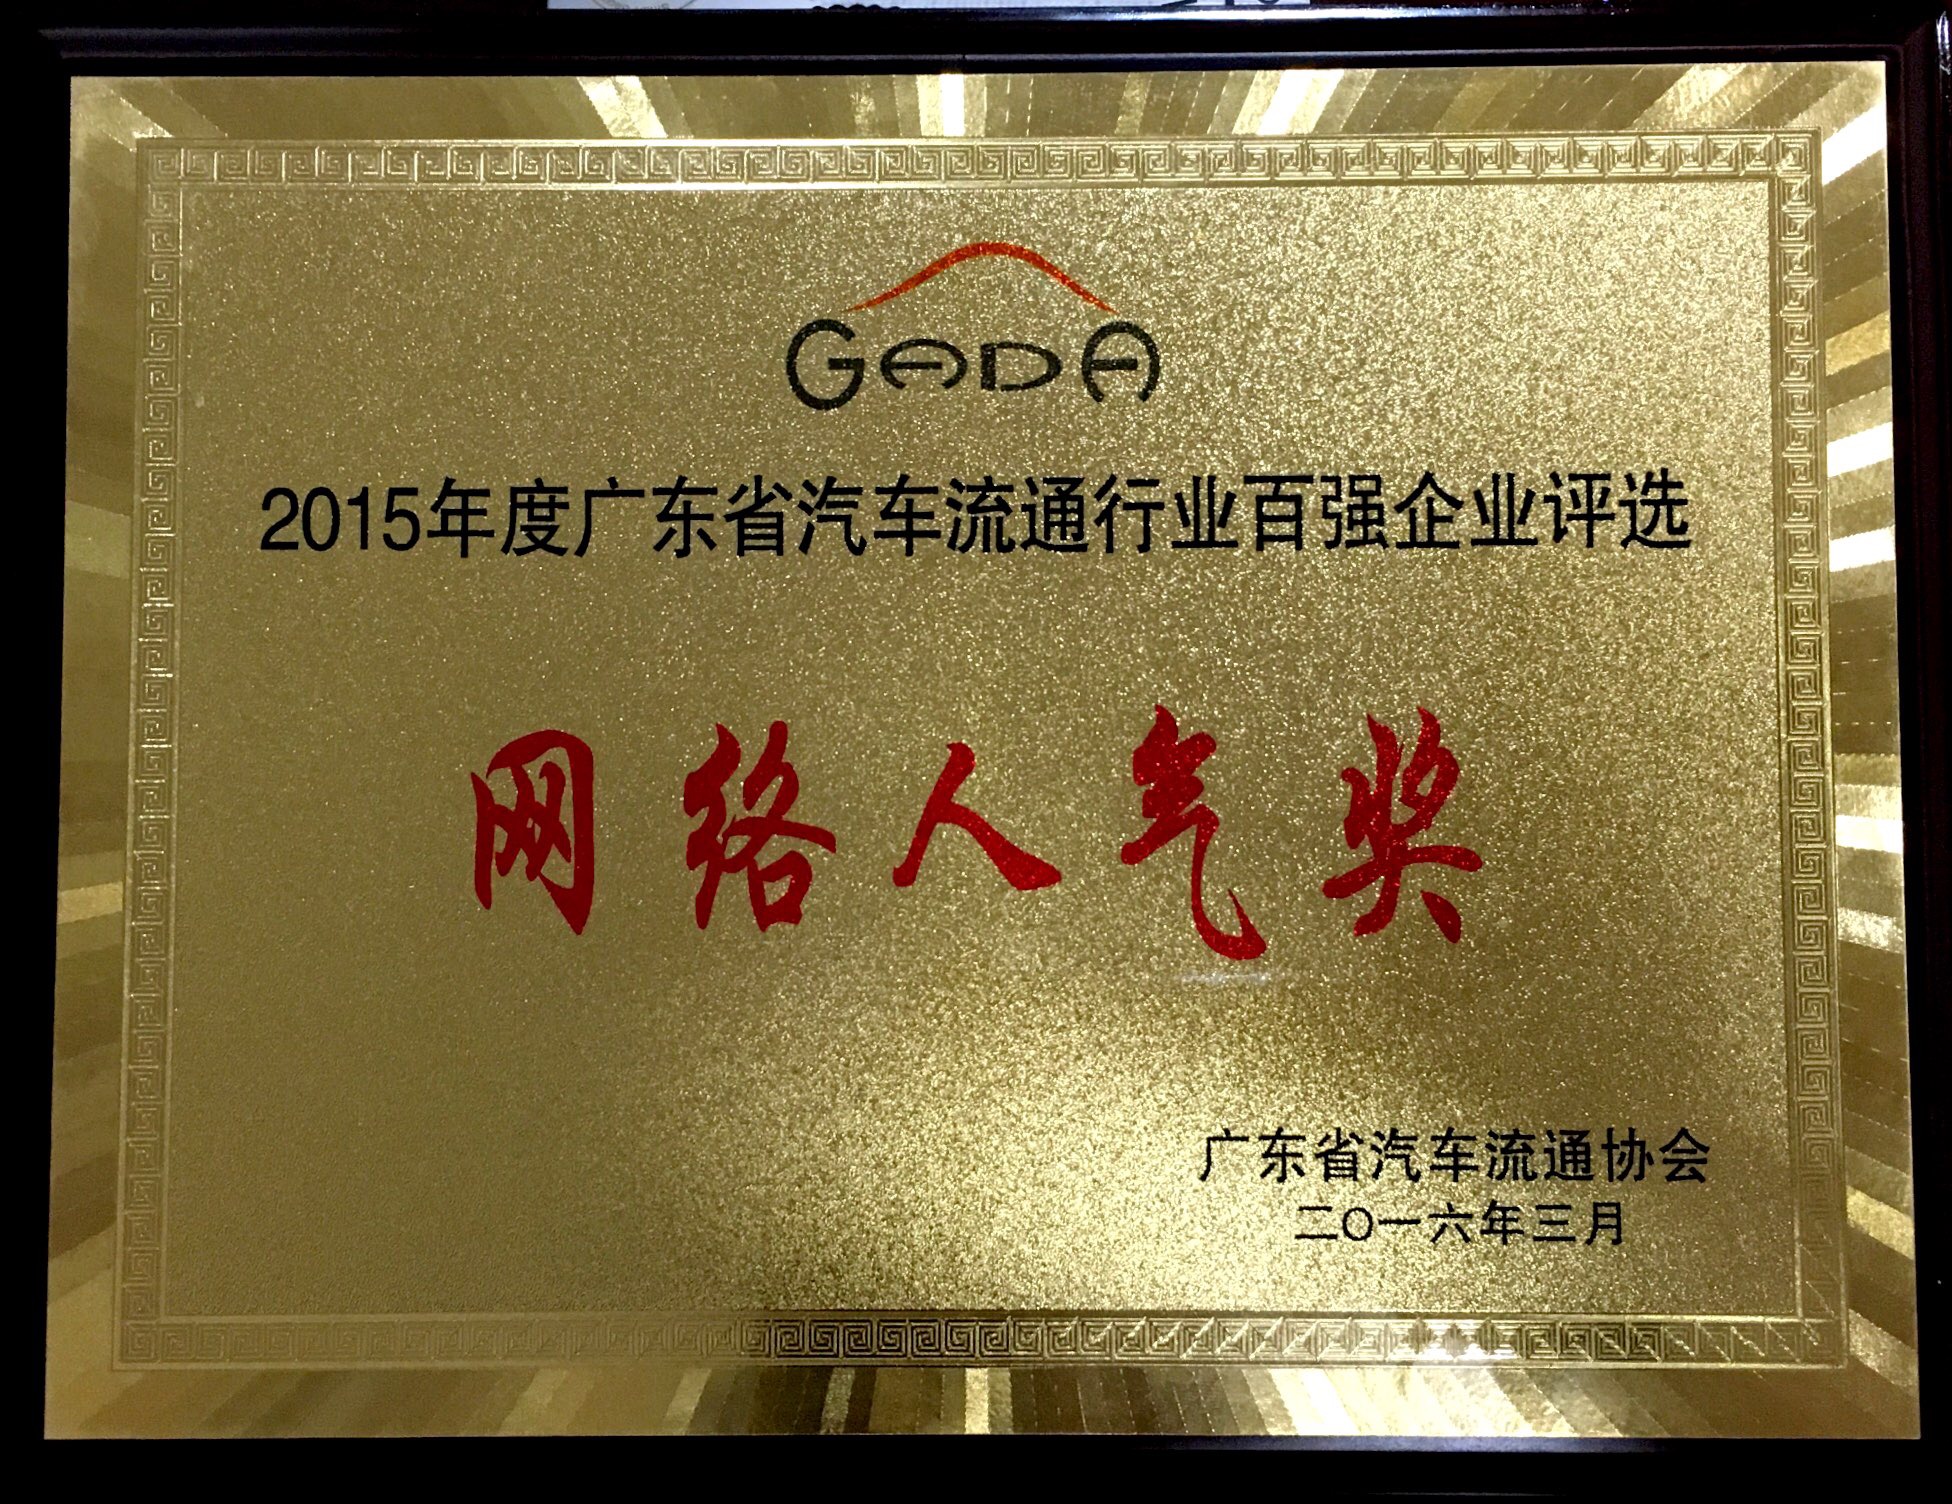 GADA
2015年度广东省汽车流通行业百强企业评选
网络人气奖
广东省汽车流通协会
二〇一六年三月